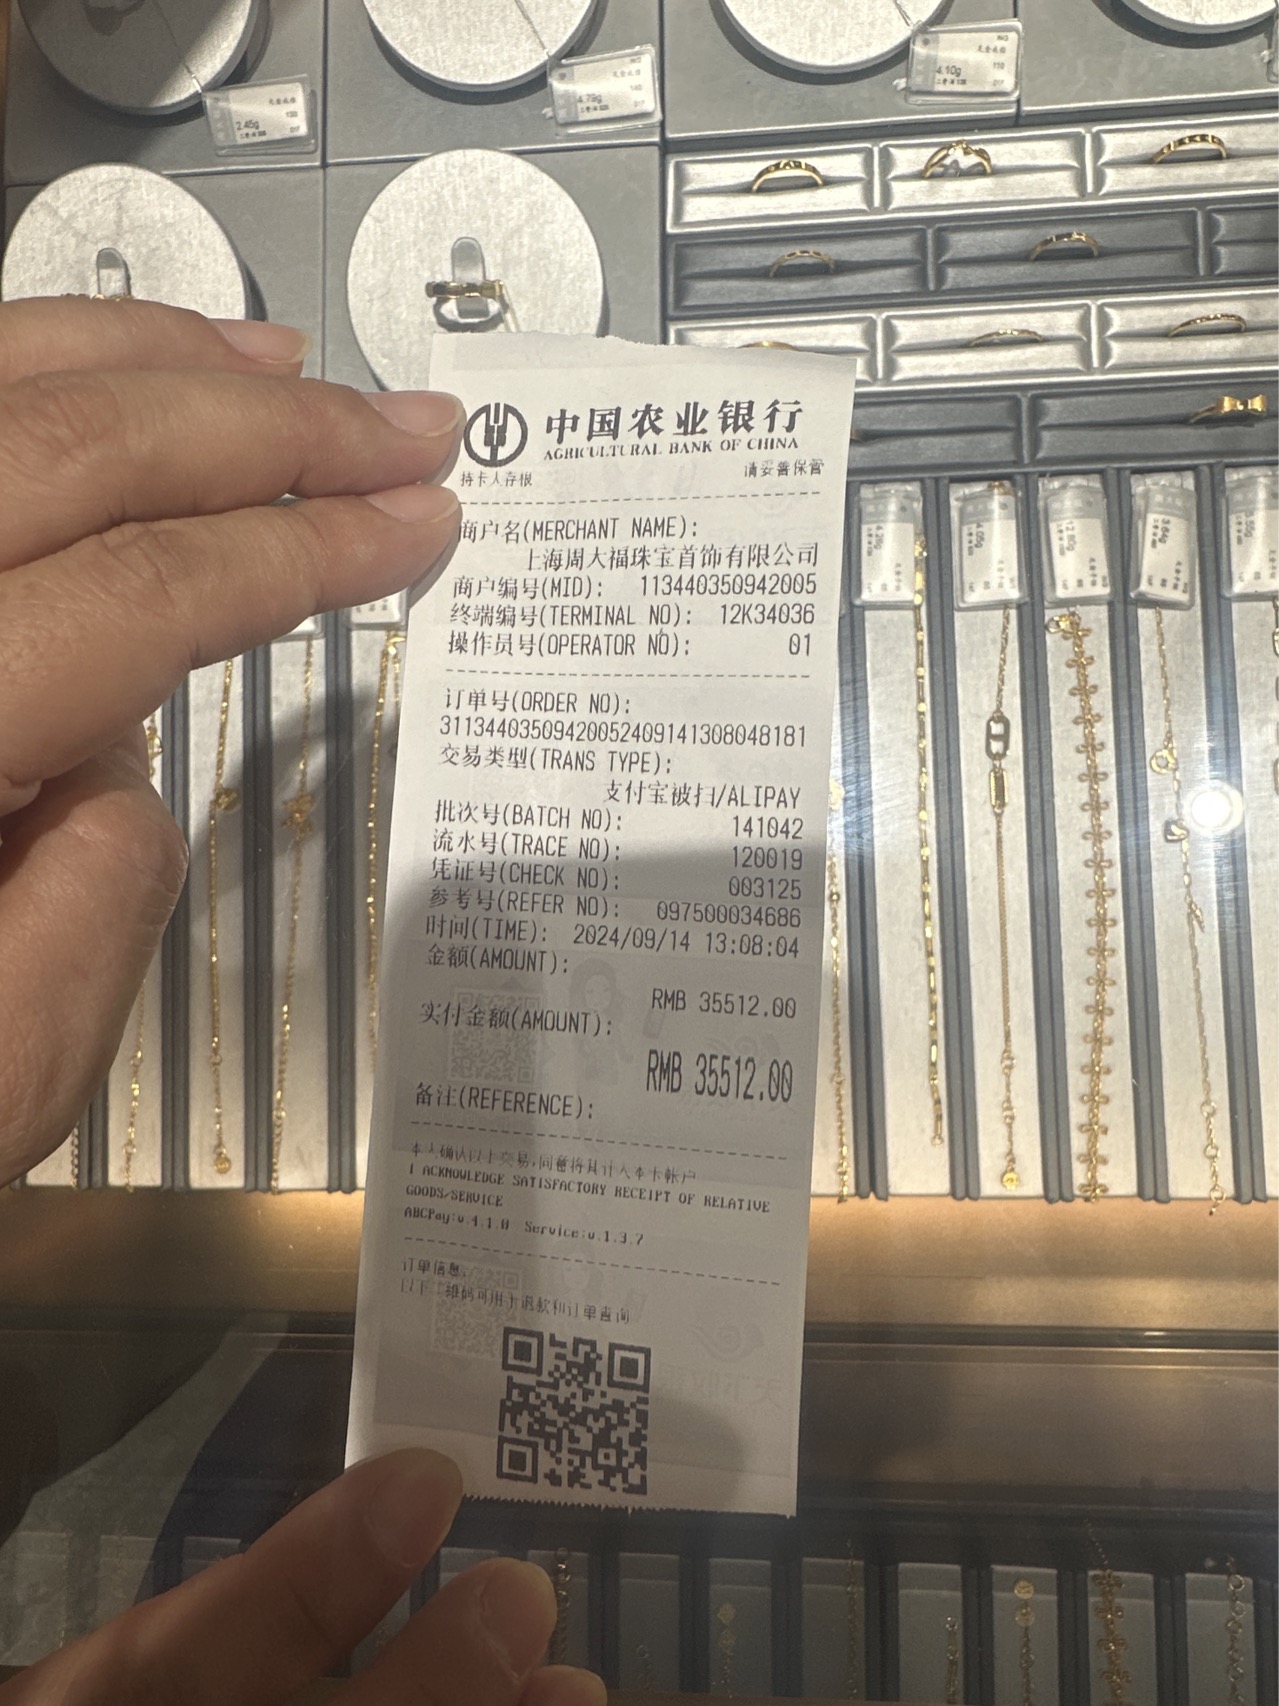 2.45g
4.79g
4.10g
中国农业银行
AGRICULTURAL BANK OF CHINA
持卡人存根 请妥善保管
商户名(MERCHANT NAME):
上海周大福珠宝首饰有限公司
商户编号(MID): 113440350942005
终端编号(TERMINAL NO): 12K34036
操作员号(OPERATOR NO): 01
订单号(ORDER NO):
31134403509420052409141308048181
交易类型(TRANS TYPE):
支付宝被扫/ALIPAY
批次号(BATCH NO): 141042
流水号(TRACE NO): 120019
凭证号(CHECK NO): 003125
参考号(REFER NO): 097500034686
时间(TIME): 2024/09/14 13:08:04
金额(AMOUNT):
RMB 35512.00
实付金额(AMOUNT):
RMB 35512.00
备注(REFERENCE):
本人确认以上交易,同意将其计入本卡帐户
I ACKNOWLEDGE SATISFACTORY RECEIPT OF RELATIVE
GOODS/SERVICE
ABCPay:v.4.1.0 Service:v.1.3.7
订单信息:
以下二维码可用于退款和订单查询